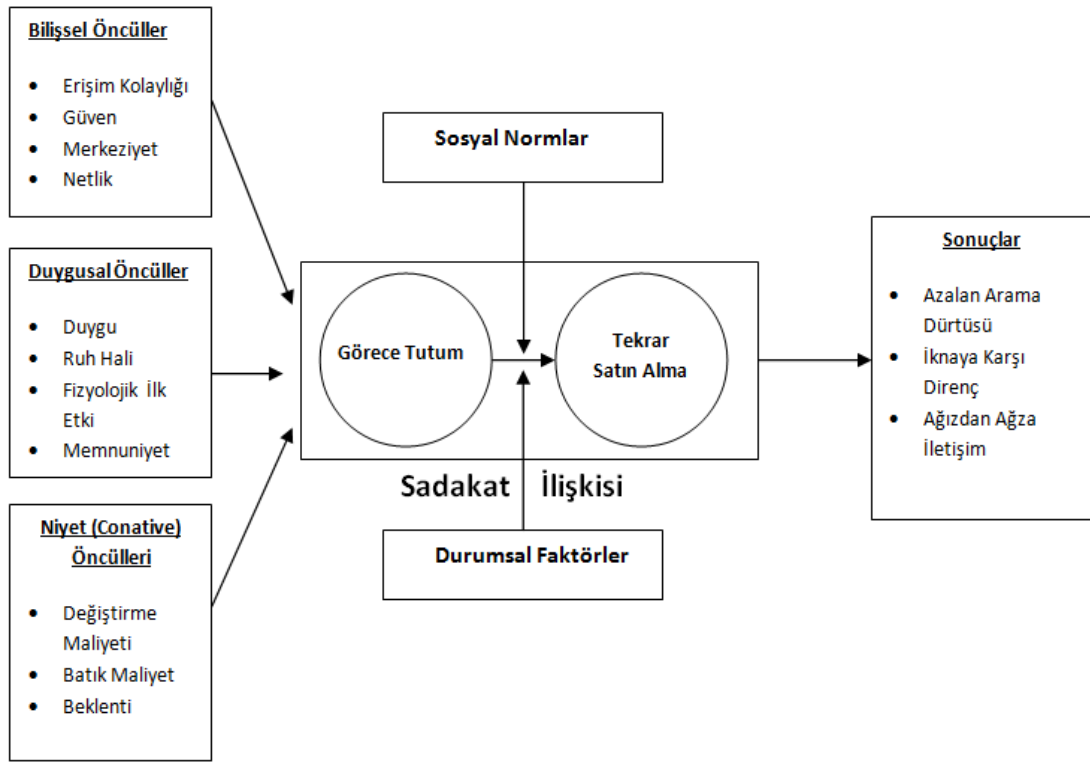 Bilişsel Öncüller
• Erişim Kolaylığı
• Güven
• Merkeziyet
• Netlik
Duygusal Öncüller
• Duygu
• Ruh Hali
• Fizyolojik İlk
Etki
• Memnuniyet
Niyet (Conative)
Öncülleri
• Değiştirme
Maliyeti
• Batık Maliyet
• Beklenti
Sosyal Normlar
Görece Tutum
Tekrar
Satın Alma
Sadakat İlişkisi
Durumsal Faktörler
Sonuçlar
• Azalan Arama
Dürtüsü
• İknaya Karşı
Direnç
• Ağızdan Ağza
İletişim